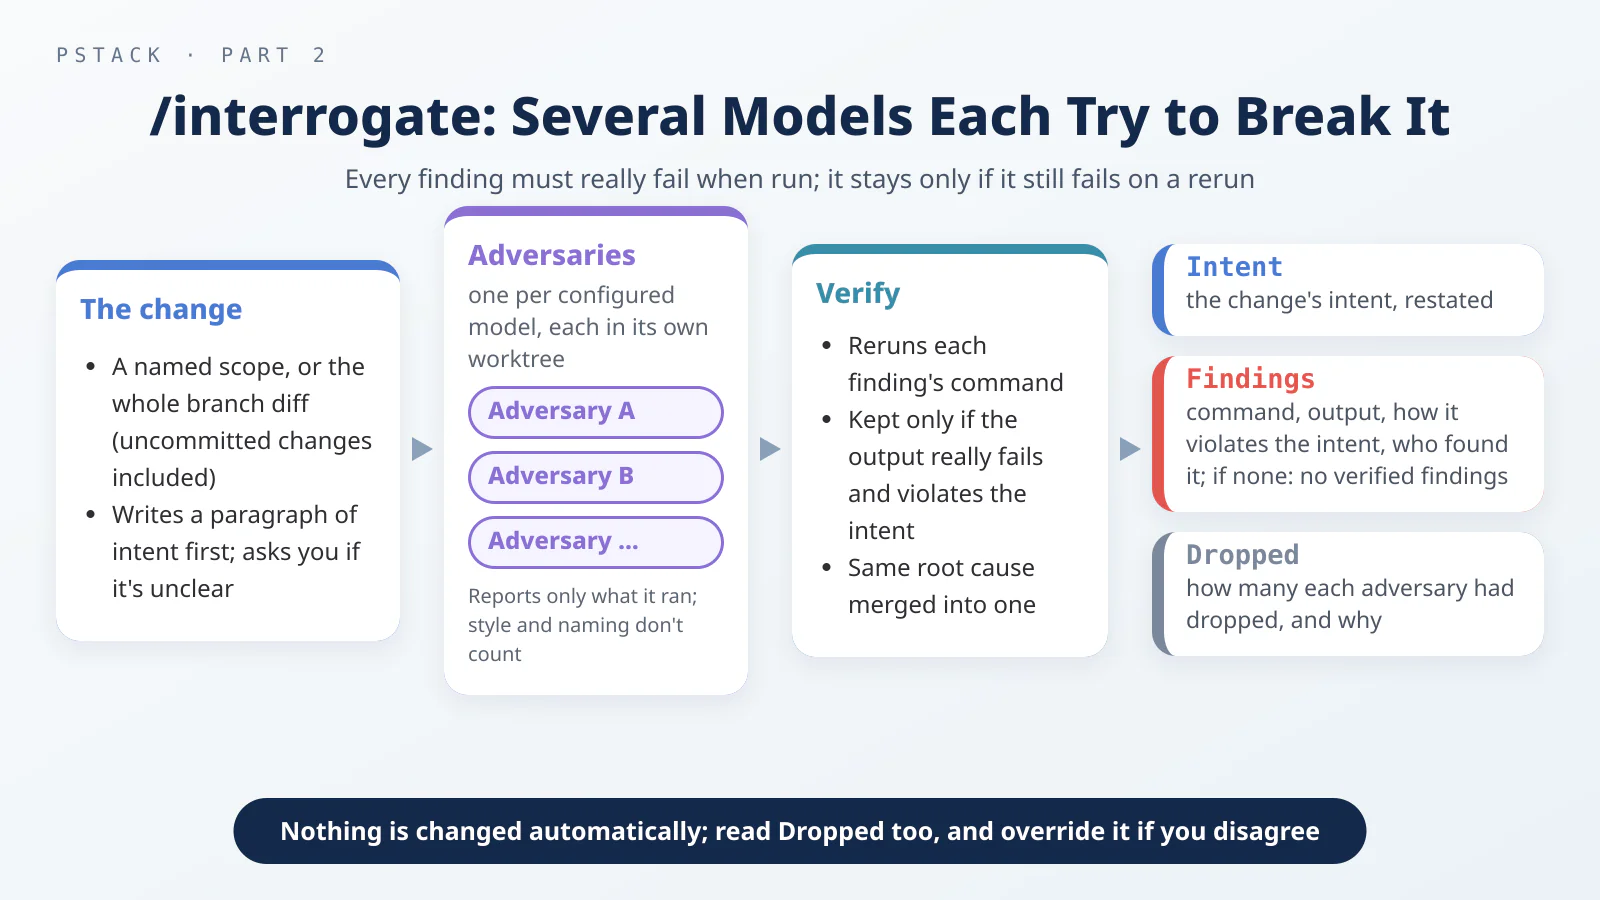 PSTACK · PART 2
/interrogate: Several Models Each Try to Break It
Every finding must really fail when run; it stays only if it still fails on a rerun
The change
• A named scope, or the
whole branch diff
(uncommitted changes
included)
• Writes a paragraph of
intent first; asks you if
it's unclear
Adversaries
one per configured
model, each in its own
worktree
Adversary A
Adversary B
Adversary ...
Reports only what it ran;
style and naming don't
count
Verify
• Reruns each
finding's command
• Kept only if the
output really fails
and violates the
intent
• Same root cause
merged into one
Intent
the change's intent, restated
Findings
command, output, how it
violates the intent, who found
it; if none: no verified findings
Dropped
how many each adversary had
dropped, and why
Nothing is changed automatically; read Dropped too, and override it if you disagree